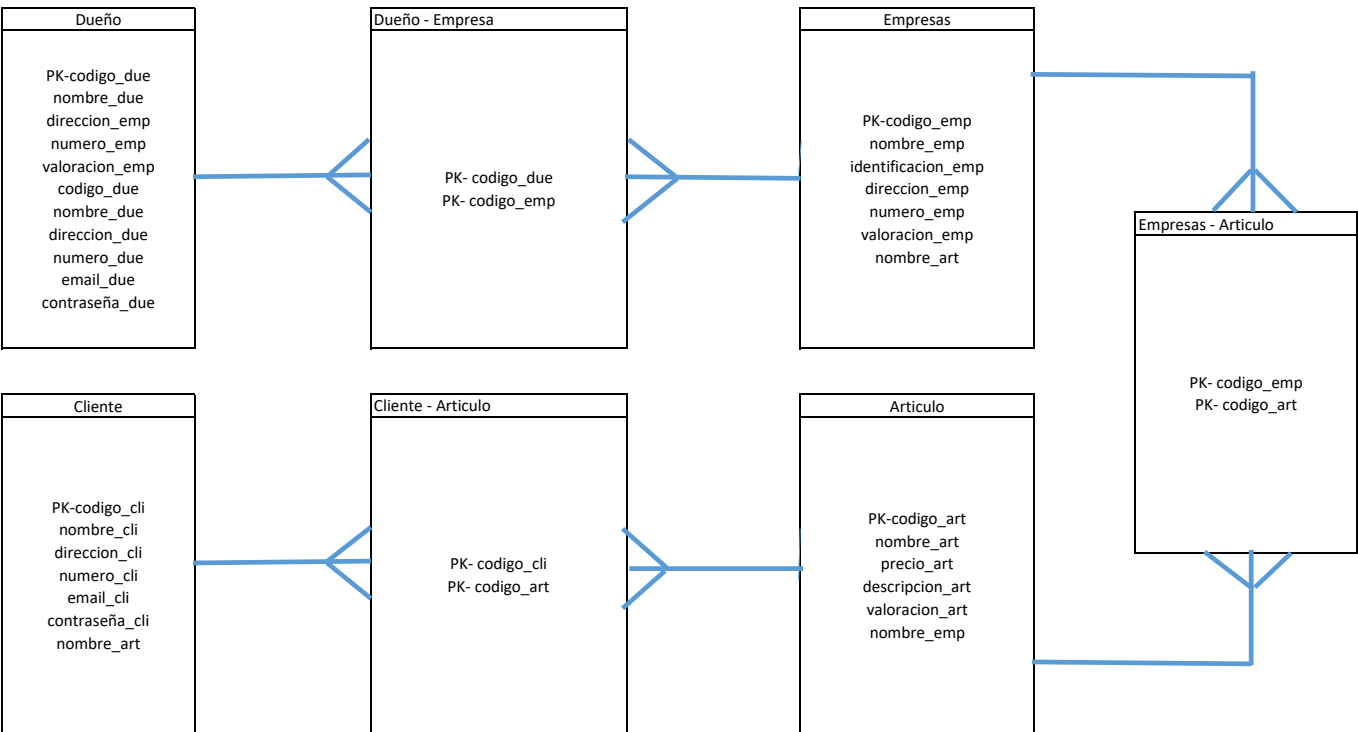 Dueño
PK-codigo_due
nombre_due
direccion_emp
numero_emp
valoracion_emp
codigo_due
nombre_due
direccion_due
numero_due
email_due
contraseña_due
Dueño - Empresa
PK- codigo_due
PK- codigo_emp
Empresas
PK-codigo_emp
nombre_emp
identificacion_emp
direccion_emp
numero_emp
valoracion_emp
nombre_art
Empresas - Articulo
PK- codigo_emp
PK- codigo_art
Cliente
PK-codigo_cli
nombre_cli
direccion_cli
numero_cli
email_cli
contraseña_cli
nombre_art
Cliente - Articulo
PK- codigo_cli
PK- codigo_art
Articulo
PK-codigo_art
nombre_art
precio_art
descripcion_art
valoracion_art
nombre_emp